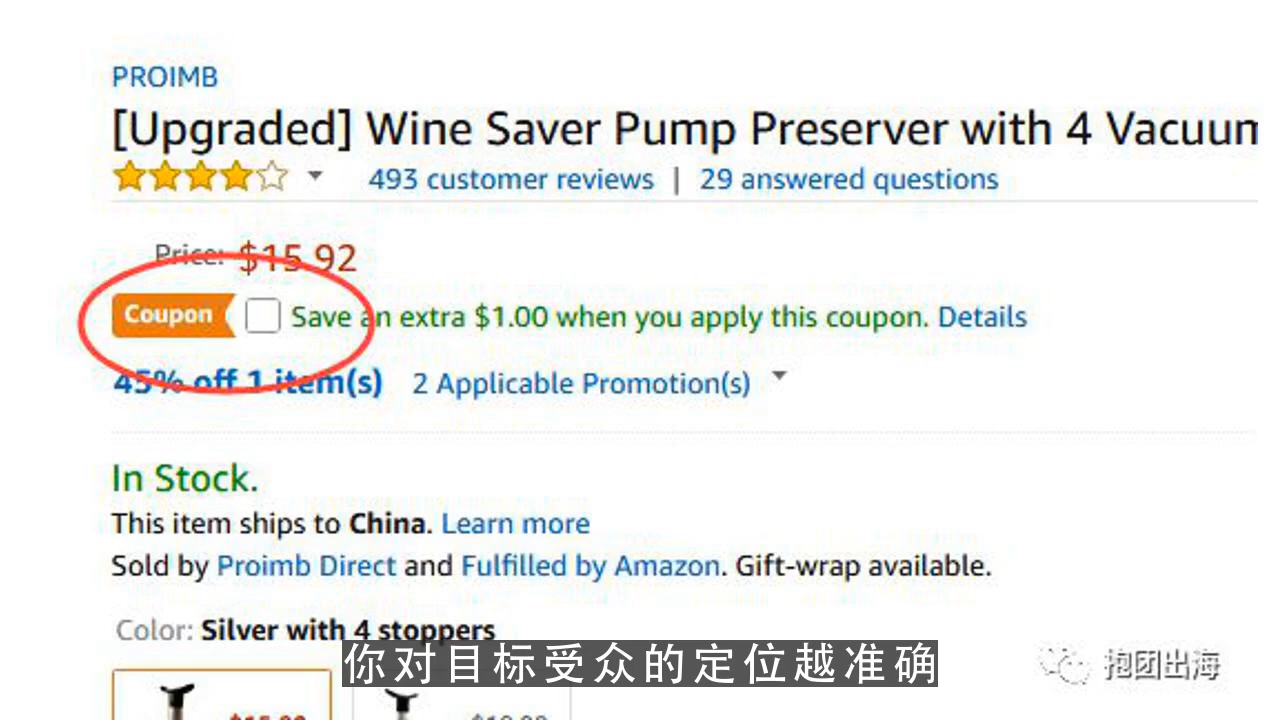 PROIMB
[Upgraded] Wine Saver Pump Preserver with 4 Vacuum
493 customer reviews | 29 answered questions
Price: $15.92
Coupon Save an extra $1.00 when you apply this coupon. Details
45% off 1 item(s) 2 Applicable Promotion(s)
In Stock.
This item ships to China. Learn more
Sold by Proimb Direct and Fulfilled by Amazon. Gift-wrap available.
Color: Silver with 4 stoppers
你对目标受众的定位越准确
抱团出海